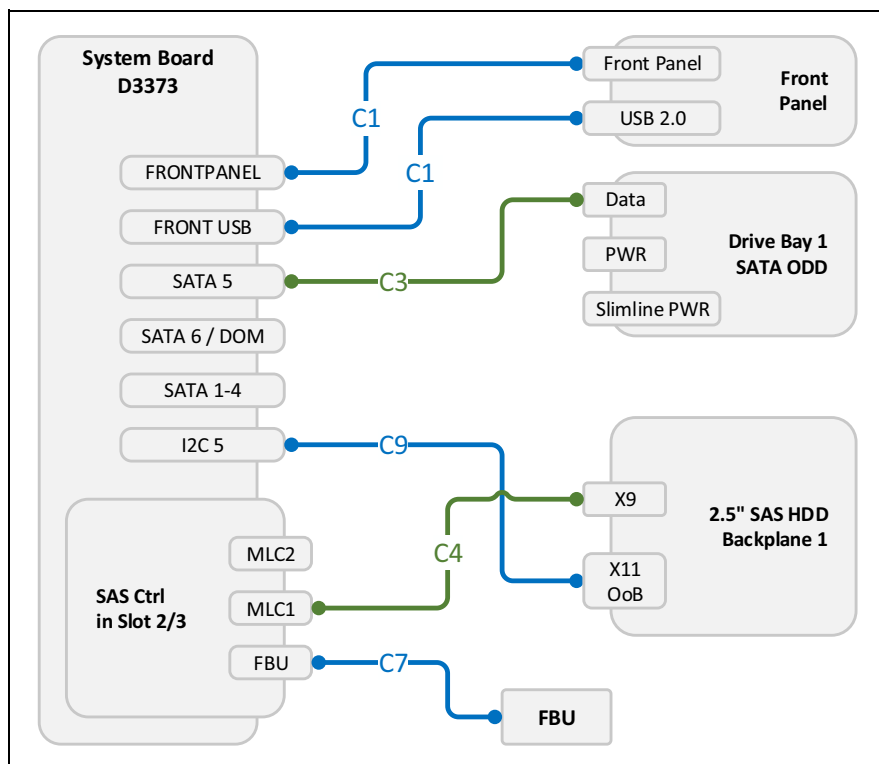 System Board
D3373
FRONTPANEL
FRONT USB
SATA 5
SATA 6 / DOM
SATA 1-4
I2C 5
SAS Ctrl
in Slot 2/3
MLC2
MLC1
FBU
C1
C1
C3
C9
C4
C7
Front Panel
USB 2.0
Front
Panel
Data
PWR
Slimline PWR
Drive Bay 1
SATA ODD
X9
X11
OoB
2.5" SAS HDD
Backplane 1
FBU